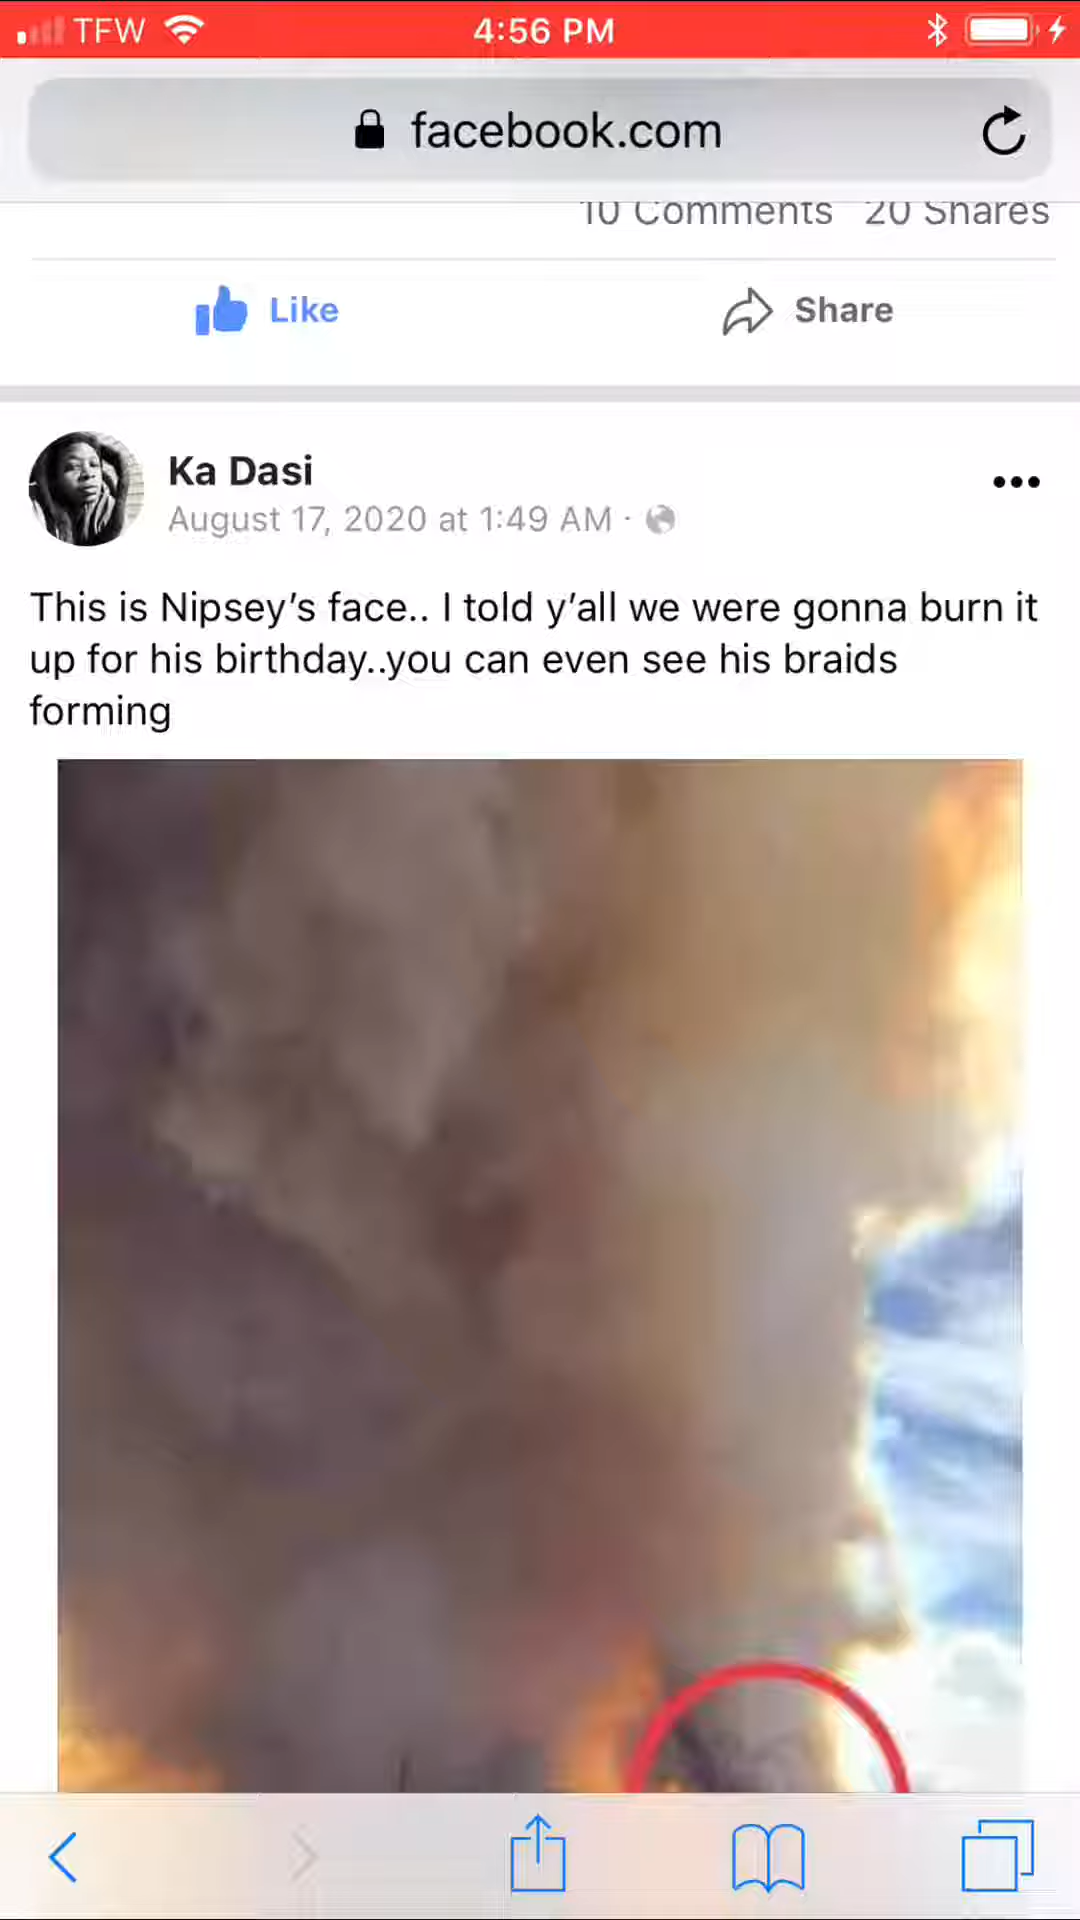 TFW 4:56 PM
facebook.com
10 Comments 20 Shares
Like Share
Ka Dasi
August 17, 2020 at 1:49 AM ·
This is Nipsey’s face.. I told y’all we were gonna burn it
up for his birthday..you can even see his braids
forming